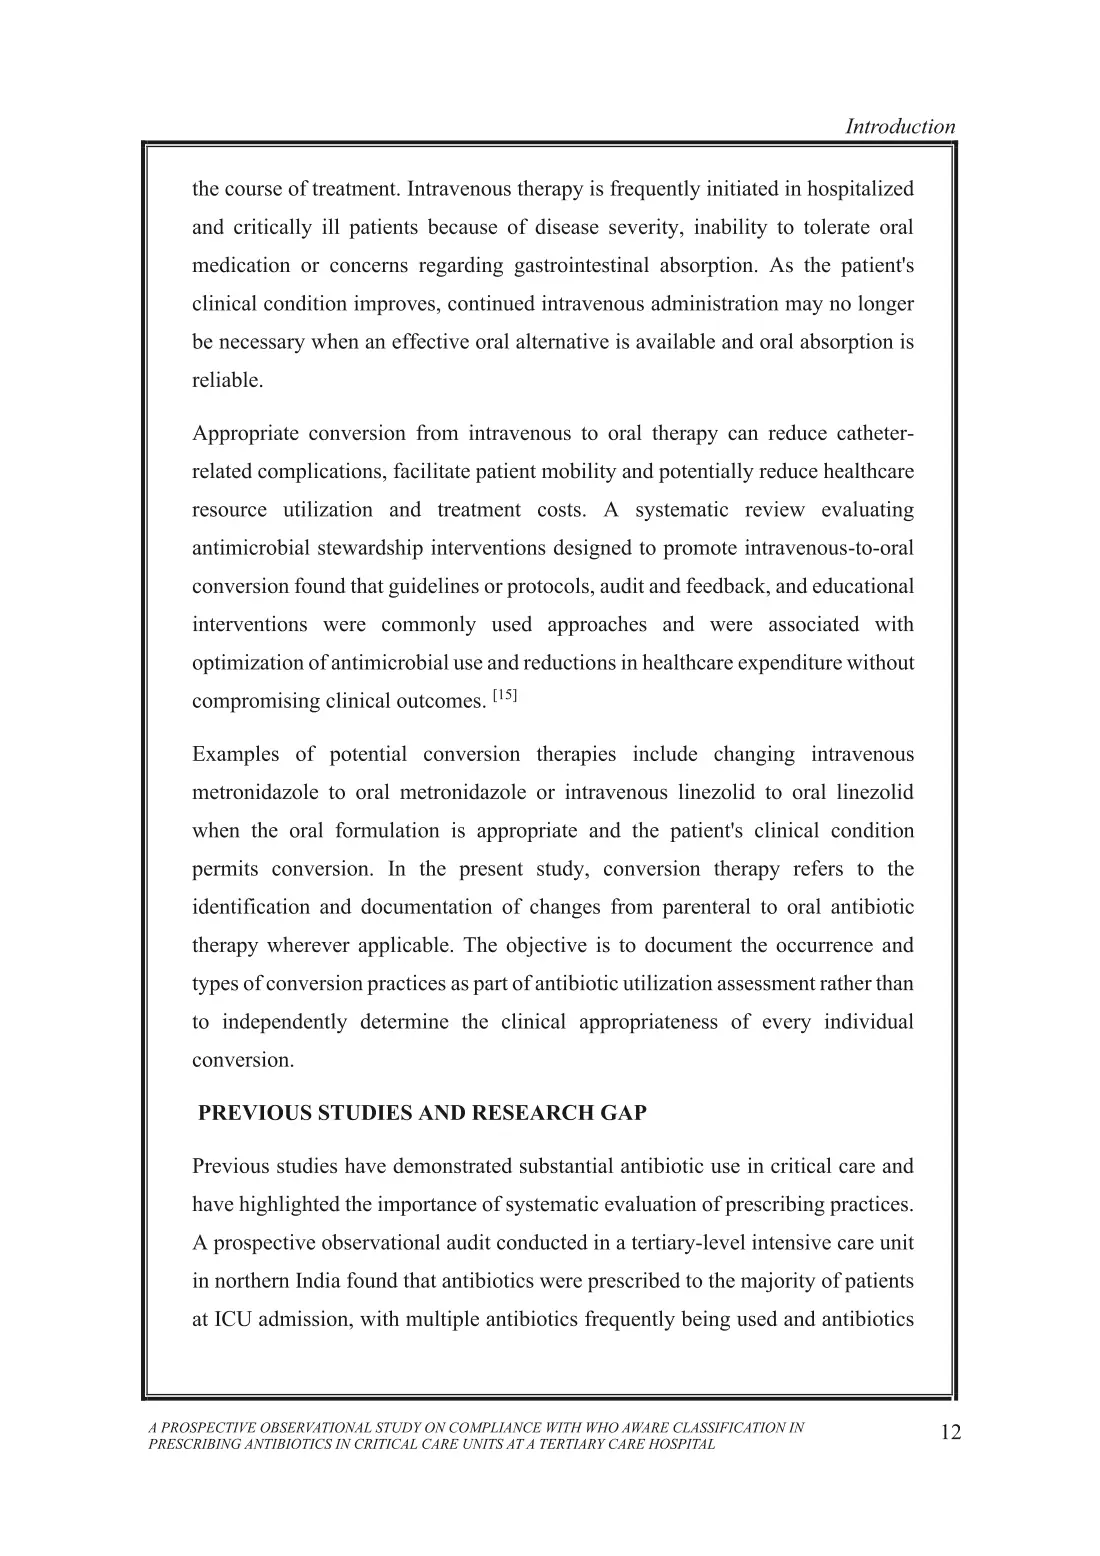 Introduction
the course of treatment. Intravenous therapy is frequently initiated in hospitalized
and critically ill patients because of disease severity, inability to tolerate oral
medication or concerns regarding gastrointestinal absorption. As the patient's
clinical condition improves, continued intravenous administration may no longer
be necessary when an effective oral alternative is available and oral absorption is
reliable.
Appropriate conversion from intravenous to oral therapy can reduce catheter-
related complications, facilitate patient mobility and potentially reduce healthcare
resource utilization and treatment costs. A systematic review evaluating
antimicrobial stewardship interventions designed to promote intravenous-to-oral
conversion found that guidelines or protocols, audit and feedback, and educational
interventions were commonly used approaches and were associated with
optimization of antimicrobial use and reductions in healthcare expenditure without
compromising clinical outcomes. [15]
Examples of potential conversion therapies include changing intravenous
metronidazole to oral metronidazole or intravenous linezolid to oral linezolid
when the oral formulation is appropriate and the patient's clinical condition
permits conversion. In the present study, conversion therapy refers to the
identification and documentation of changes from parenteral to oral antibiotic
therapy wherever applicable. The objective is to document the occurrence and
types of conversion practices as part of antibiotic utilization assessment rather than
to independently determine the clinical appropriateness of every individual
conversion.
PREVIOUS STUDIES AND RESEARCH GAP
Previous studies have demonstrated substantial antibiotic use in critical care and
have highlighted the importance of systematic evaluation of prescribing practices.
A prospective observational audit conducted in a tertiary-level intensive care unit
in northern India found that antibiotics were prescribed to the majority of patients
at ICU admission, with multiple antibiotics frequently being used and antibiotics
A PROSPECTIVE OBSERVATIONAL STUDY ON COMPLIANCE WITH WHO AWARE CLASSIFICATION IN
PRESCRIBING ANTIBIOTICS IN CRITICAL CARE UNITS AT A TERTIARY CARE HOSPITAL
12